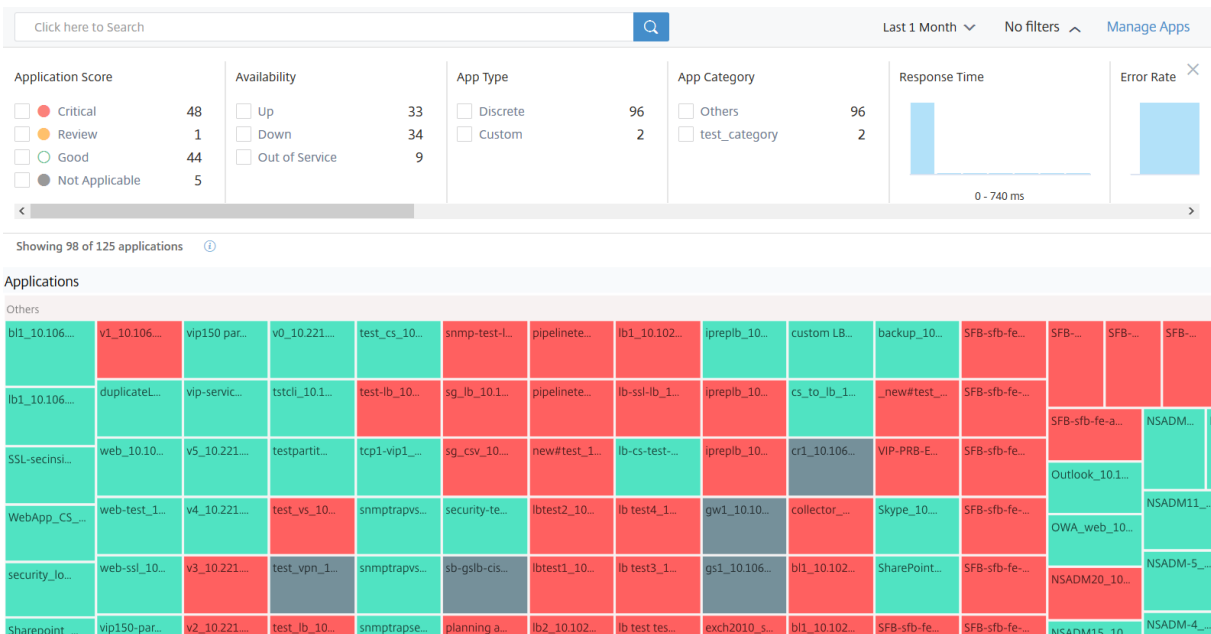 Click here to Search
Last 1 Month
No filters
Manage Apps
Application Score
Critical 48
Review 1
Good 44
Not Applicable 5
Availability
Up 33
Down 34
Out of Service 9
App Type
Discrete 96
Custom 2
App Category
Others 96
test_category 2
Response Time
0 - 740 ms
Error Rate
Showing 98 of 125 applications
Applications
Others
bl1_10.106.... v1_10.106.... vip150 par... v0_10.221.... test_cs_10... snmp-test-l... pipelinete... lb1_10.102... ipreplb_10... custom LB... backup_10... SFB-sfb-fe... SFB-... SFB-... SFB-...
lb1_10.106.... duplicateL... vip-servic... tstcli_10.1... test-lb_10... sg_lb_10.1... pipelinete... lb-ssl-lb_1... ipreplb_10... cs_to_lb_1... _new#test_... SFB-sfb-fe-... SFB-sfb-fe-a... NSADM...
SSL-secinsi... web_10.10... v5_10.221.... testpartit... tcp1-vip1_... sg_csv_10.... new#test_1... lb-cs-test-... ipreplb_10... cr1_10.106... VIP-PRB-E... SFB-sfb-fe... Outlook_10.1...
WebApp_CS_... web-test_1... v4_10.221.... test_vs_10... snmptrapvs... security-te... lbtest2_10... lb test4_1... gw1_10.10... collector_... Skype_10.... SFB-sfb-fe-... OWA_web_10... NSADM11_...
security_lo... web-ssl_10... v3_10.221.... test_vpn_1... snmptrapvs... sb-gslb-cis... lbtest1_10... lb test3_1... gs1_10.106... bl1_10.102... SharePoint... SFB-sfb-fe-... NSADM20_10... NSADM-5_...
Sharepoint_... vip150-par... v2_10.221.... test_lb_10... snmptrapse... planning a... lb2_10.102... lb test tes... exch2010_s... bl1_10.102... SFB-sfb-fe... SFB-sfb-fe-... NSADM15_10... NSADM-4_...